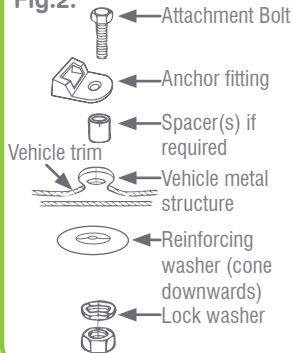 Fig.2.
Attachment Bolt
Anchor fitting
Spacer(s) if
required
Vehicle trim
Vehicle metal
structure
Reinforcing
washer (cone
downwards)
Lock washer